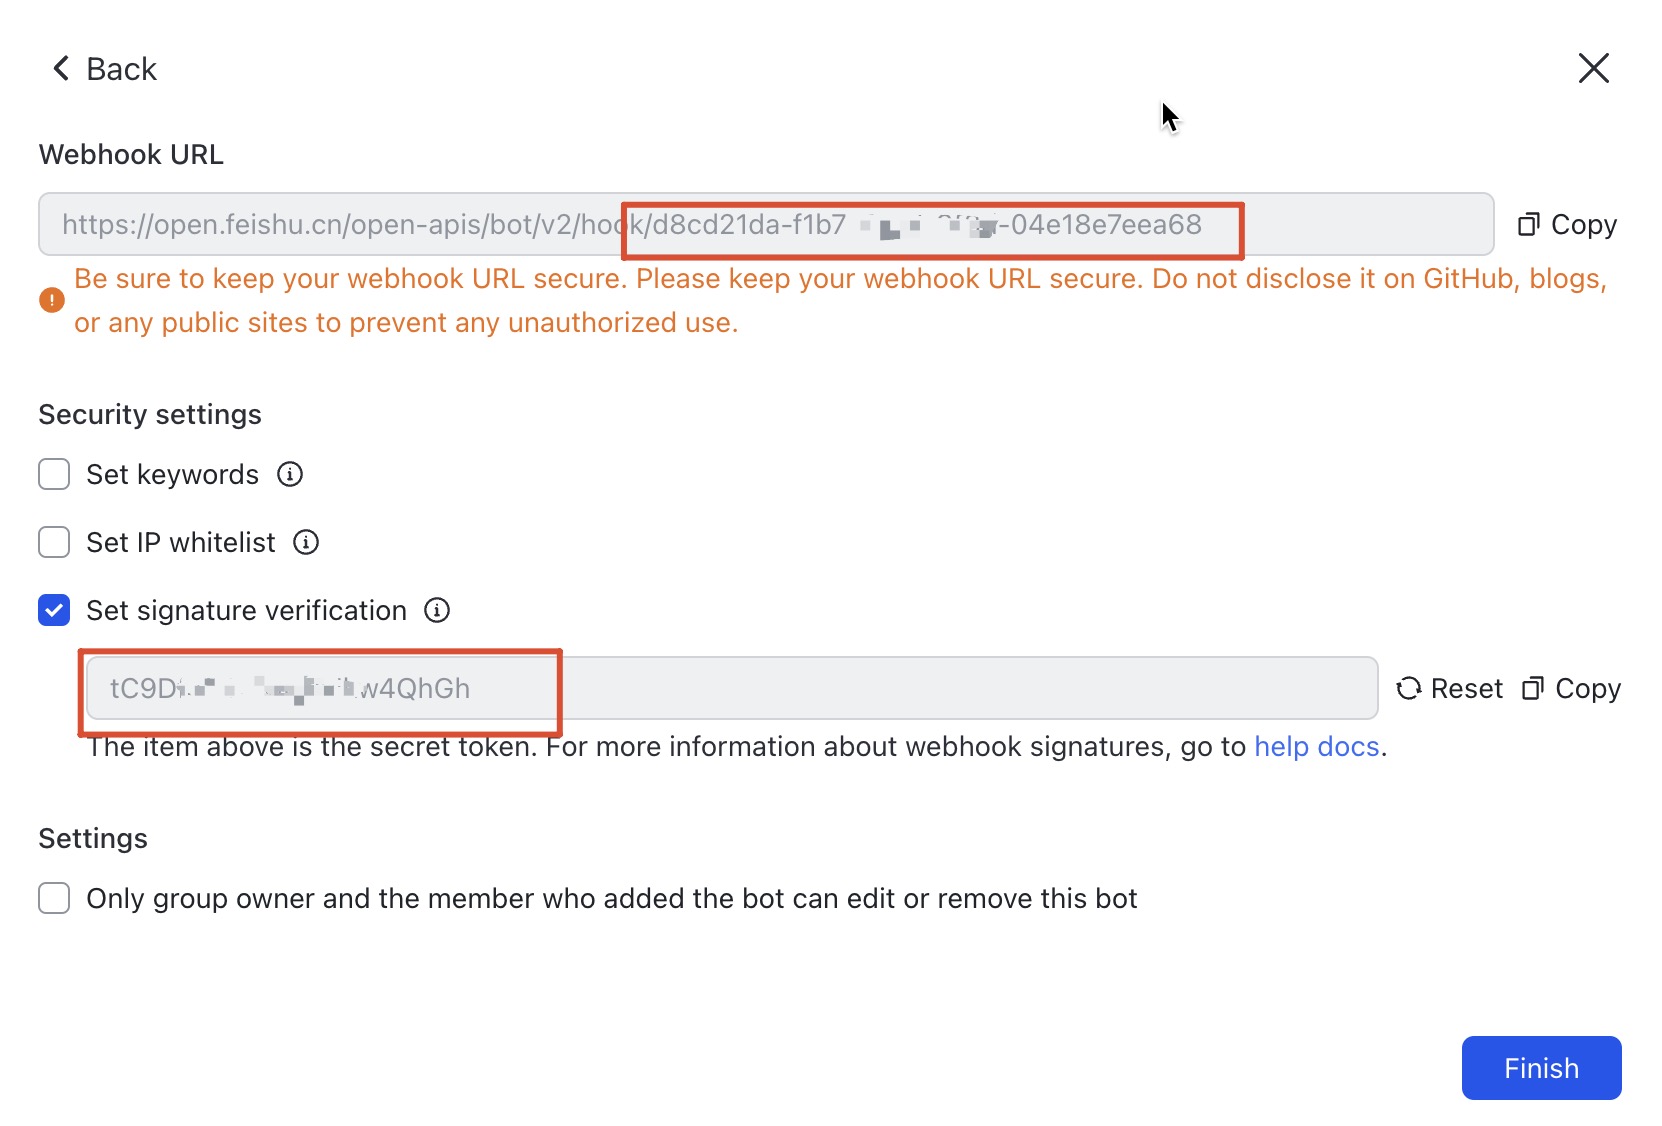 Back
Webhook URL
https://open.feishu.cn/open-apis/bot/v2/hook/d8cd21da-f1b7 -04e18e7eea68
Copy
Be sure to keep your webhook URL secure. Please keep your webhook URL secure. Do not disclose it on GitHub, blogs,
or any public sites to prevent any unauthorized use.
Security settings
Set keywords
Set IP whitelist
Set signature verification
tC9D w4QhGh
Reset
Copy
The item above is the secret token. For more information about webhook signatures, go to help docs.
Settings
Only group owner and the member who added the bot can edit or remove this bot
Finish